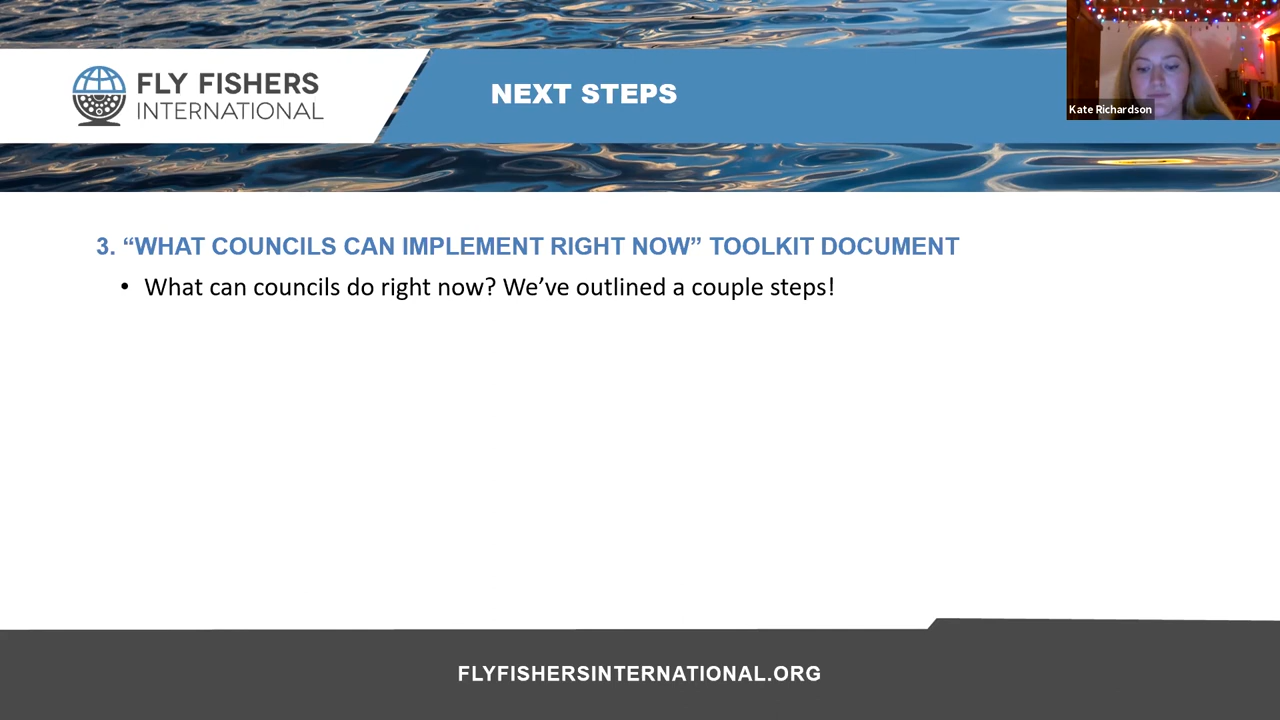 FLY FISHERS
INTERNATIONAL
NEXT STEPS
Kate Richardson
3. “WHAT COUNCILS CAN IMPLEMENT RIGHT NOW” TOOLKIT DOCUMENT
• What can councils do right now? We’ve outlined a couple steps!
FLYFISHERSINTERNATIONAL.ORG